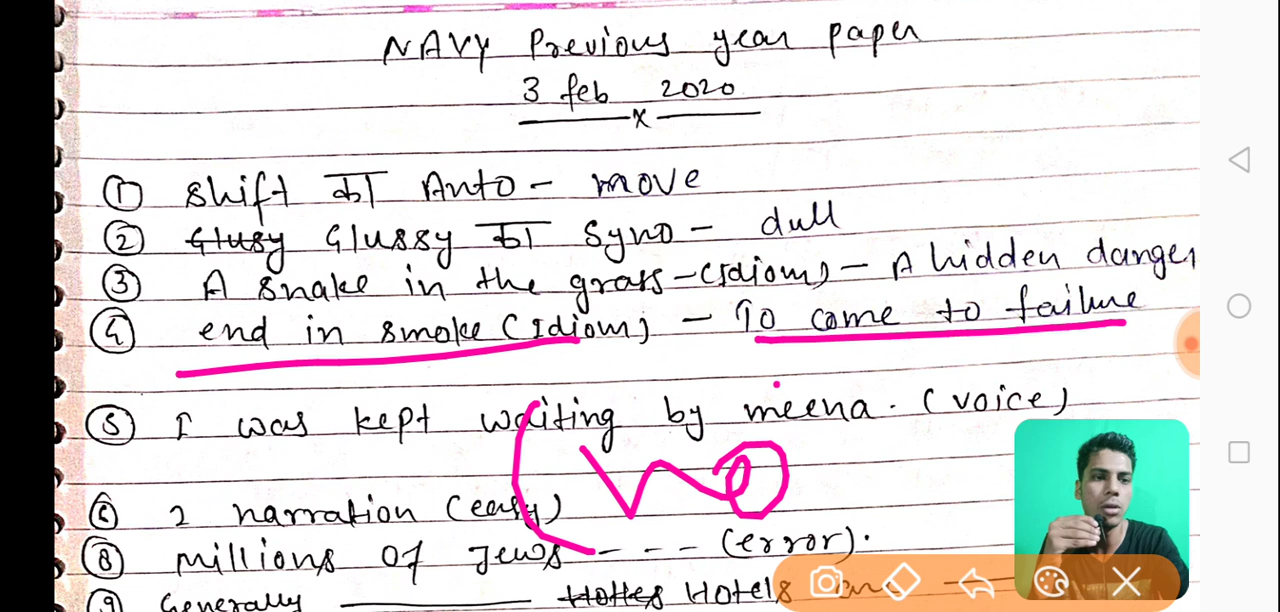 NAVY Previous year paper
3 feb 2020
x
① shift का Anto - move
② Glusy Glussy का Syno - dull
③ A snake in the grass - (Idiom) - A hidden danger
④ end in smoke (Idiom) - To come to failure
⑤ I was kept waiting by meena. (voice)
⑥ 2 narration (easy)
⑧ millions of Jews - - - (error).
⑨ Generally Hotels